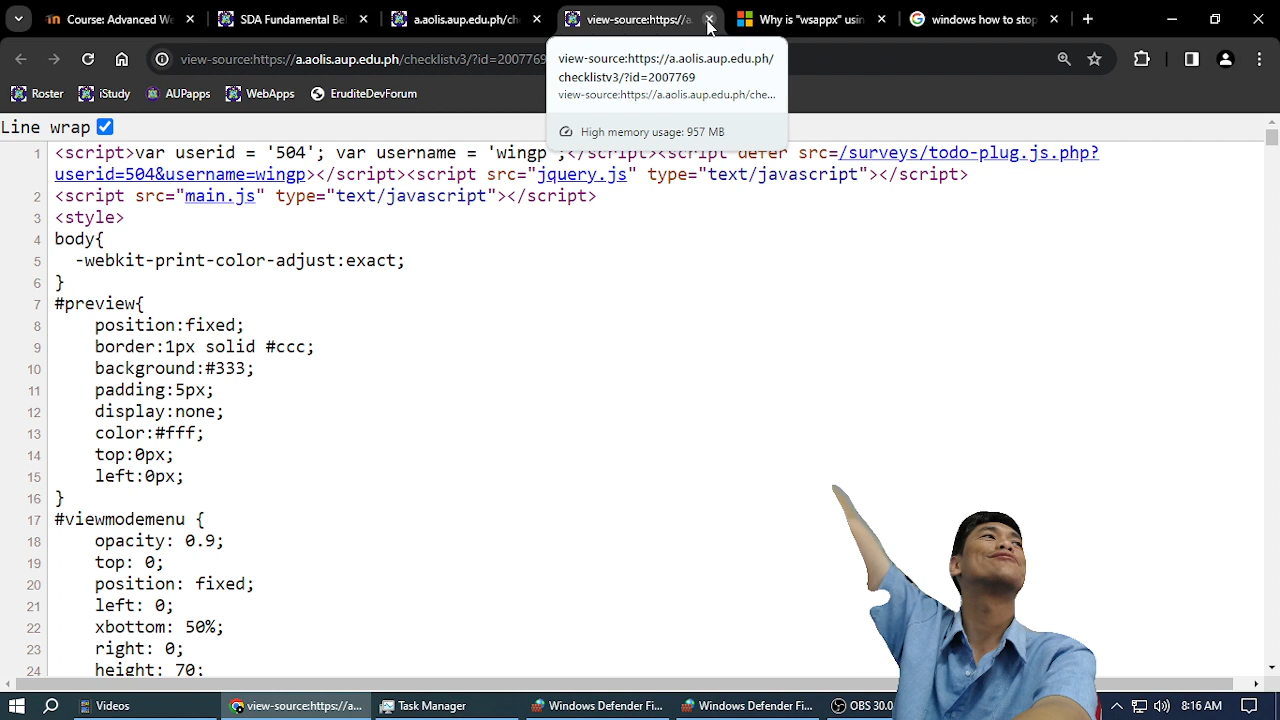 Course: Advanced We
SDA Fundamental Bel
a.aolis.aup.edu.ph/ch
view-source:https://a.
Why is "wsappx" usin
windows how to stop
view-source:https://a.aolis.aup.edu.ph/checklistv3/?id=2007769
Roster
iStudy
AUPapps
WebApps
EruditeDevForum
view-source:https://a.aolis.aup.edu.ph/
checklistv3/?id=2007769
view-source:https://a.aolis.aup.edu.ph/che...
High memory usage: 957 MB
Line wrap
1 <script>var userid = '504'; var username = 'wingp';</script><script defer src=/surveys/todo-plug.js.php?
userid=504&username=wingp></script><script src="jquery.js" type="text/javascript"></script>
2 <script src="main.js" type="text/javascript"></script>
3 <style>
4 body{
5 -webkit-print-color-adjust:exact;
6 }
7 #preview{
8 position:fixed;
9 border:1px solid #ccc;
10 background:#333;
11 padding:5px;
12 display:none;
13 color:#fff;
14 top:0px;
15 left:0px;
16 }
17 #viewmodemenu {
18 opacity: 0.9;
19 top: 0;
20 position: fixed;
21 left: 0;
22 xbottom: 50%;
23 right: 0;
24 height: 70;
Videos
view-source:https://a...
Task Manager
Windows Defender Fi...
Windows Defender Fi...
OBS 30.0
8:16 AM